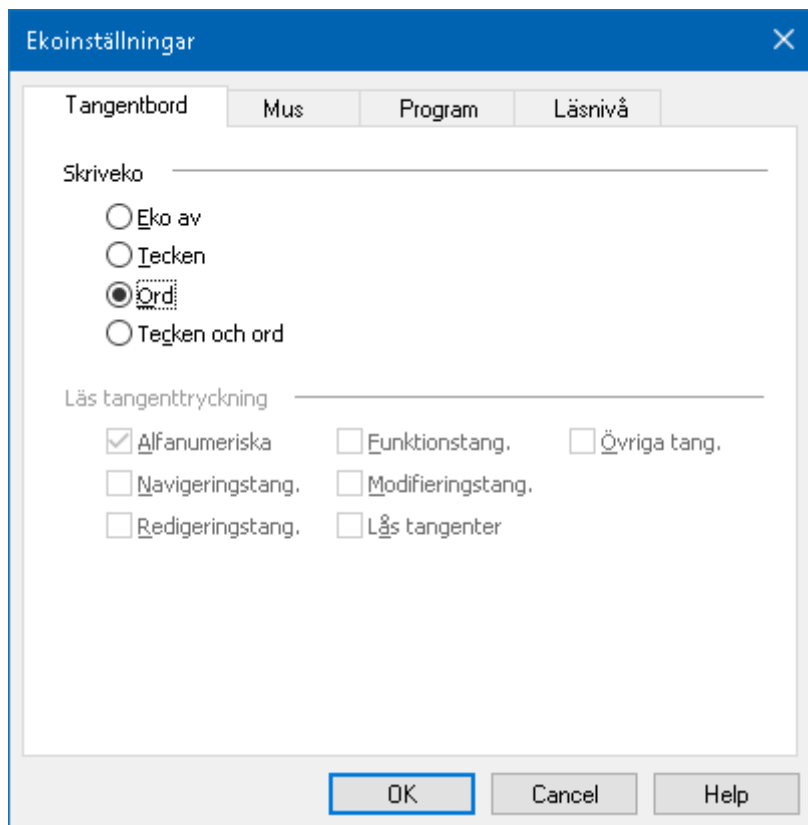 Ekoinställningar
Tangentbord Mus Program Läsnivå
Skriveko
Eko av
Tecken
Ord
Tecken och ord
Läs tangenttryckning
Alfanumeriska Funktionstang. Övriga tang.
Navigeringstang. Modifieringstang.
Redigeringstang. Lås tangenter
OK Cancel Help